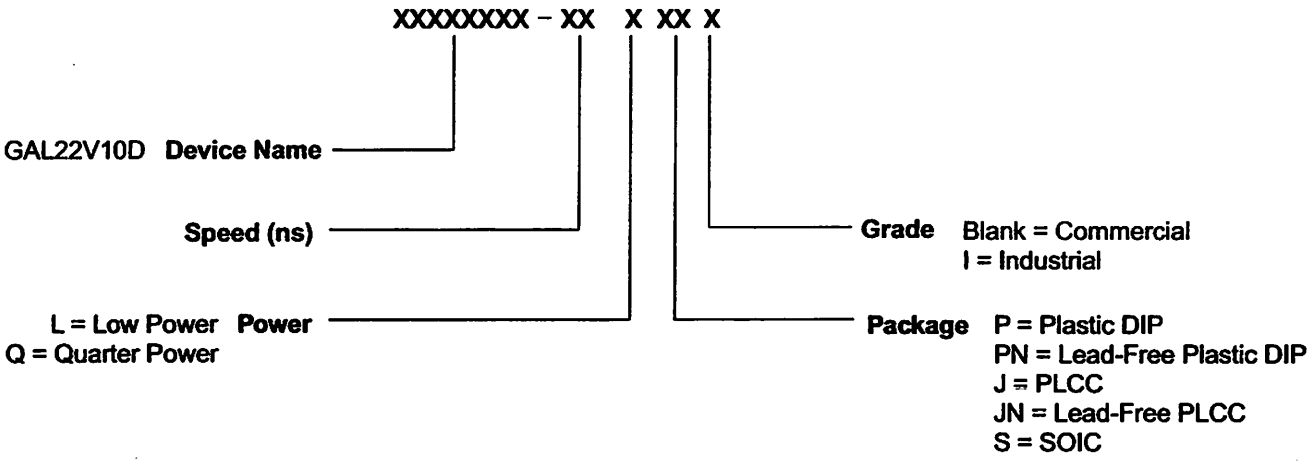 XXXXXXXX – XX X XX X
GAL22V10D Device Name
Speed (ns)
Grade Blank = Commercial
I = Industrial
L = Low Power Power
Q = Quarter Power
Package P = Plastic DIP
PN = Lead-Free Plastic DIP
J = PLCC
JN = Lead-Free PLCC
S = SOIC